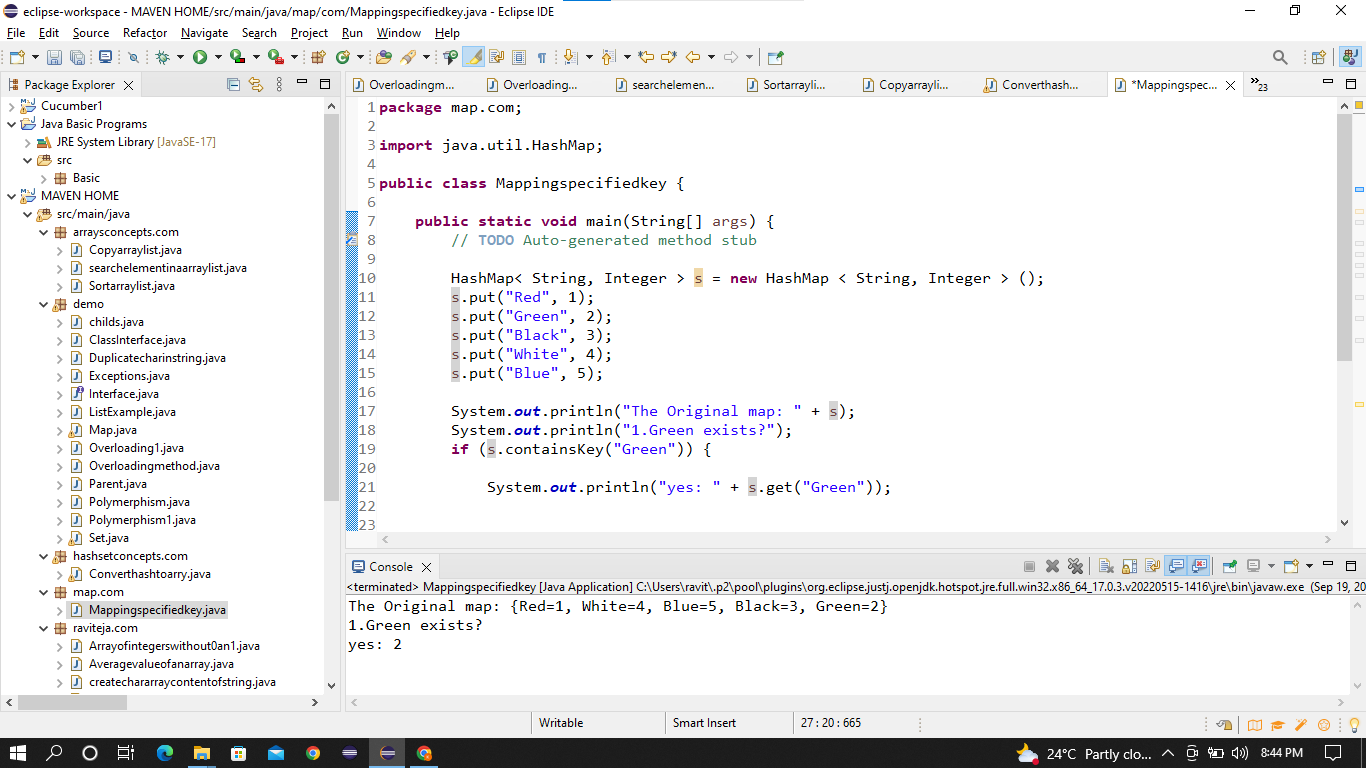 eclipse-workspace - MAVEN HOME/src/main/java/map/com/Mappingspecifiedkey.java - Eclipse IDE
File Edit Source Refactor Navigate Search Project Run Window Help
Package Explorer
Cucumber1
Java Basic Programs
JRE System Library [JavaSE-17]
src
Basic
MAVEN HOME
src/main/java
arraysconcepts.com
Copyarraylist.java
searchelementinaarraylist.java
Sortarraylist.java
demo
childs.java
ClassInterface.java
Duplicatecharinstring.java
Exceptions.java
Interface.java
ListExample.java
Map.java
Overloading1.java
Overloadingmethod.java
Parent.java
Polymorphism.java
Polymorphism1.java
Set.java
hashsetconcepts.com
Converthashtoarry.java
map.com
Mappingspecifiedkey.java
raviteja.com
Arrayofintegerswithout0an1.java
Averagevalueofanarray.java
createchararraycontentofstring.java
Overloadingm... Overloading... searchelemen... Sortarrayli... Copyarrayli... Converthash... *Mappingspec... »23
1 package map.com;
2
3 import java.util.HashMap;
4
5 public class Mappingspecifiedkey {
6
7 public static void main(String[] args) {
8 // TODO Auto-generated method stub
9
10 HashMap< String, Integer > s = new HashMap < String, Integer > ();
11 s.put("Red", 1);
12 s.put("Green", 2);
13 s.put("Black", 3);
14 s.put("White", 4);
15 s.put("Blue", 5);
16
17 System.out.println("The Original map: " + s);
18 System.out.println("1.Green exists?");
19 if (s.containsKey("Green")) {
20
21 System.out.println("yes: " + s.get("Green"));
22
23
Console
<terminated> Mappingspecifiedkey [Java Application] C:\Users\ravit\.p2\pool\plugins\org.eclipse.justj.openjdk.hotspot.jre.full.win32.x86_64_17.0.3.v20220515-1416\jre\bin\javaw.exe (Sep 19, 20
The Original map: {Red=1, White=4, Blue=5, Black=3, Green=2}
1.Green exists?
yes: 2
Writable Smart Insert 27 : 20 : 665
24°C Partly clo... 8:44 PM